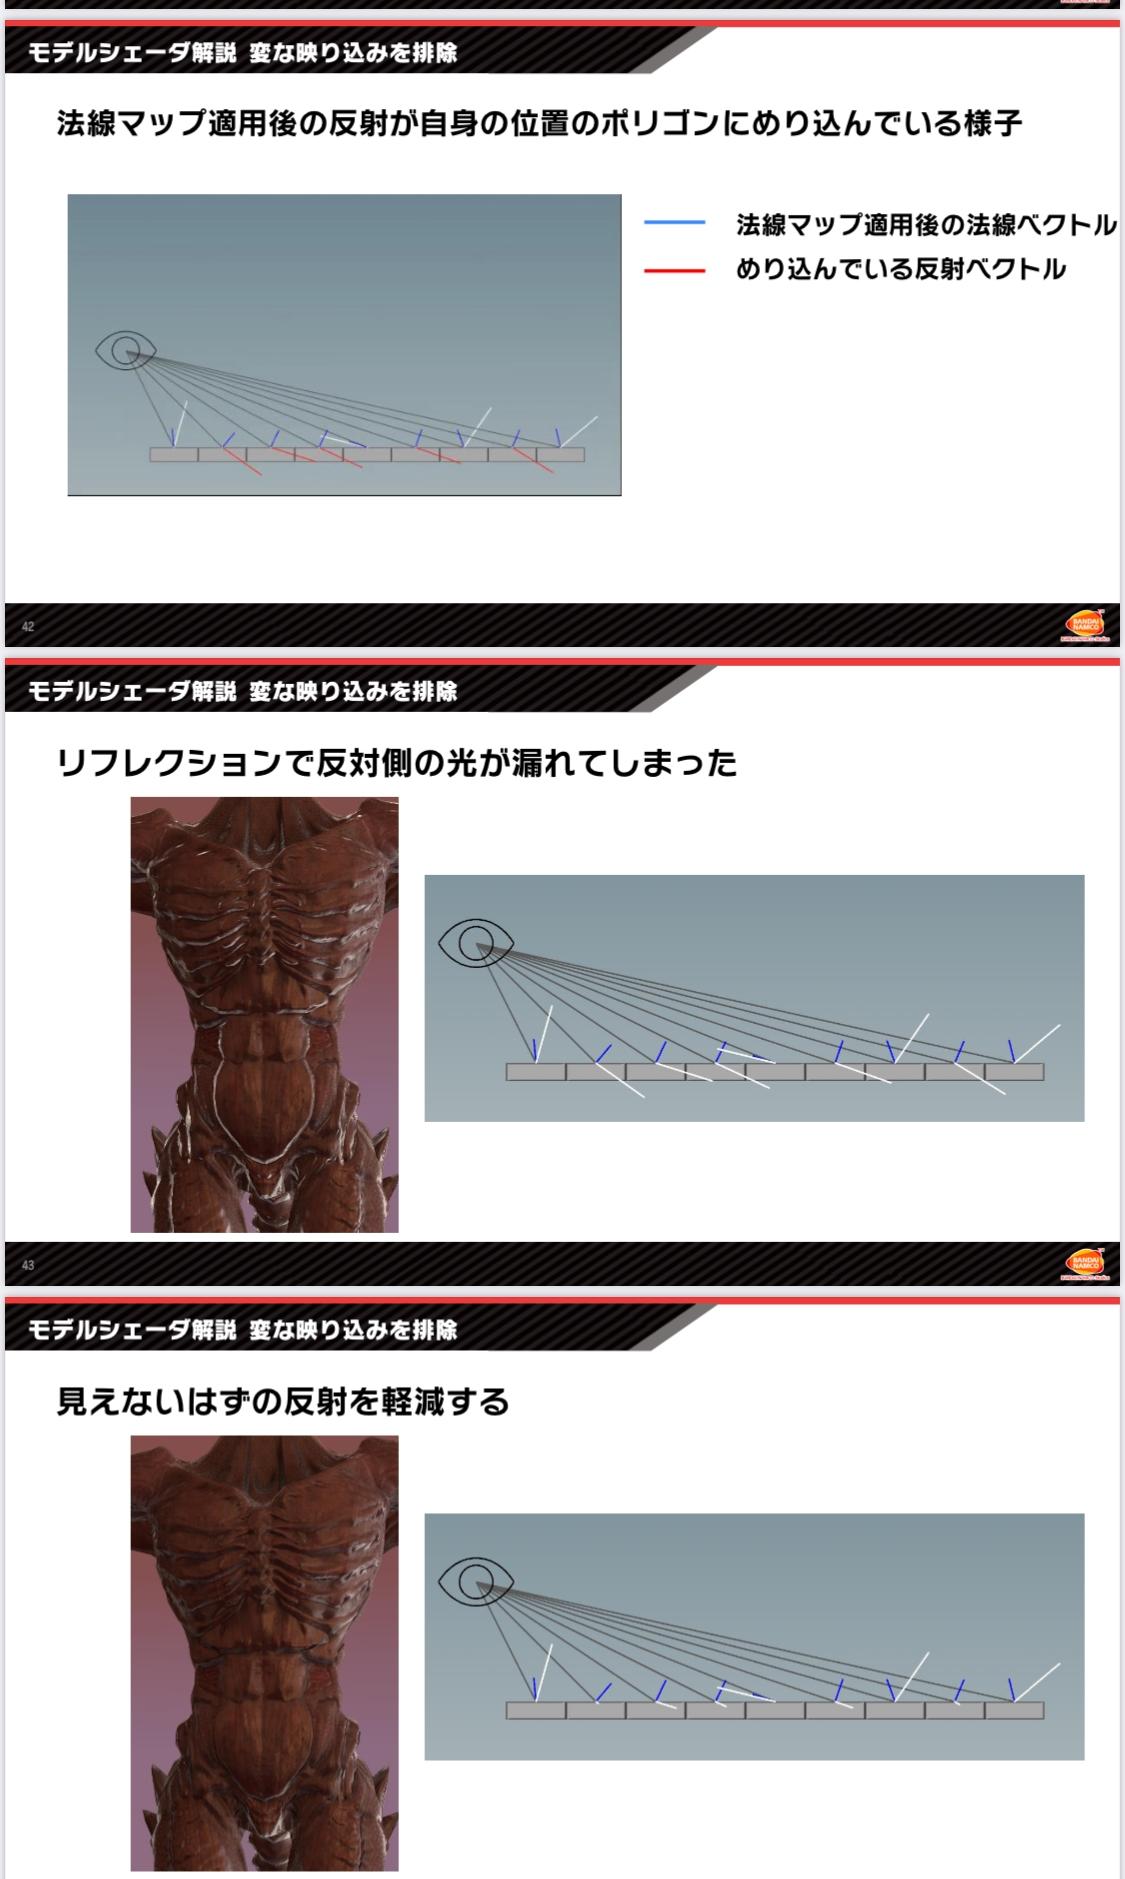 モデルシェーダ解説 変な映り込みを排除
法線マップ適用後の反射が自身の位置のポリゴンにめり込んでいる様子
法線マップ適用後の法線ベクトル
めり込んでいる反射ベクトル
42
BANDAI
NAMCO
モデルシェーダ解説 変な映り込みを排除
リフレクションで反対側の光が漏れてしまった
43
BANDAI
NAMCO
モデルシェーダ解説 変な映り込みを排除
見えないはずの反射を軽減する